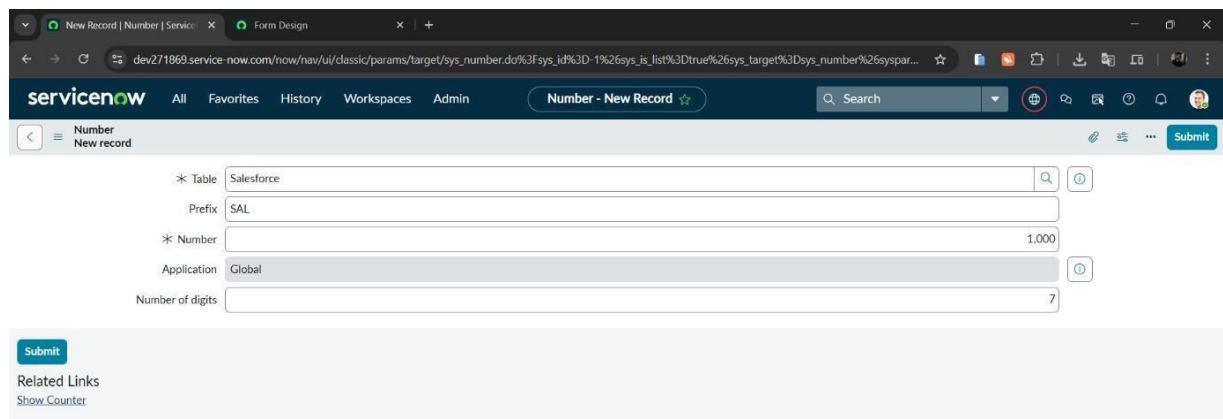 New Record | Number | Service
Form Design
dev271869.service-now.com/now/nav/ui/classic/params/target/sys_number.do%3Fsys_id%3D-1%26sys_is_list%3Dtrue%26sys_target%3Dsys_number%26syspar...
servicenow All Favorites History Workspaces Admin Number - New Record Search
Number
New record
Submit
Table Salesforce
Prefix SAL
Number 1,000
Application Global
Number of digits 7
Submit
Related Links
Show Counter